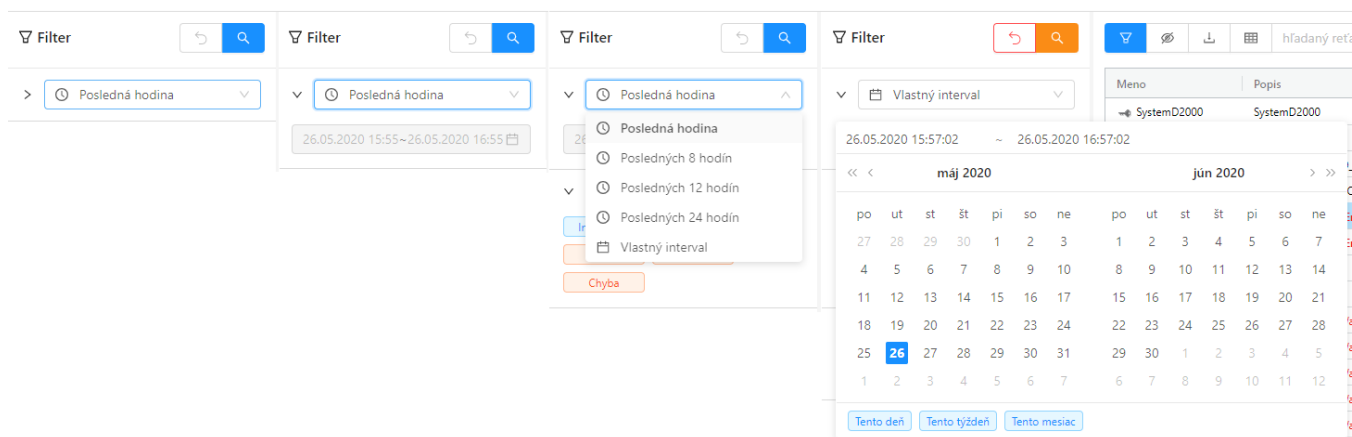 Filter
Posledná hodina
Filter
Posledná hodina
26.05.2020 15:55~26.05.2020 16:55
Filter
Posledná hodina
26
Posledná hodina
Posledných 8 hodín
Posledných 12 hodín
Posledných 24 hodín
Vlastný interval
Chyba
Filter
Vlastný interval
26.05.2020 15:57:02 ~ 26.05.2020 16:57:02
máj 2020
po ut st št pi so ne
27 28 29 30 1 2 3
4 5 6 7 8 9 10
11 12 13 14 15 16 17
18 19 20 21 22 23 24
25 26 27 28 29 30 31
1 2 3 4 5 6 7
jún 2020
po ut st št pi so ne
1 2 3 4 5 6 7
8 9 10 11 12 13 14
15 16 17 18 19 20 21
22 23 24 25 26 27 28
29 30 1 2 3 4 5
6 7 8 9 10 11 12
Tento deň Tento týždeň Tento mesiac
hľadaný reťa
Meno Popis
SystemD2000 SystemD2000